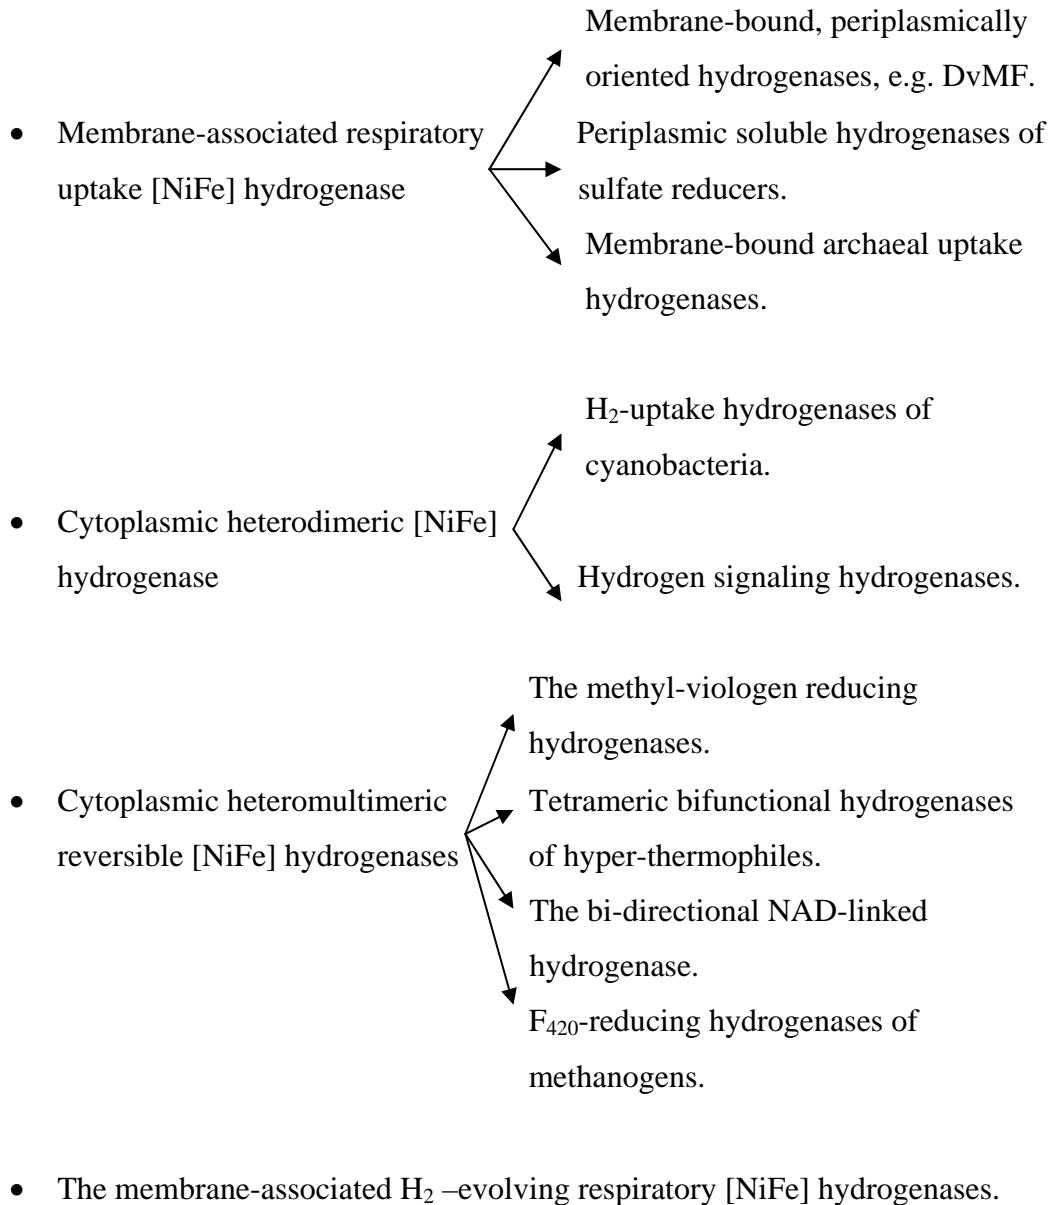 Membrane-bound, periplasmically
oriented hydrogenases, e.g. DvMF.
• Membrane-associated respiratory
uptake [NiFe] hydrogenase
Periplasmic soluble hydrogenases of
sulfate reducers.
Membrane-bound archaeal uptake
hydrogenases.
H₂-uptake hydrogenases of
cyanobacteria.
• Cytoplasmic heterodimeric [NiFe]
hydrogenase
Hydrogen signaling hydrogenases.
The methyl-viologen reducing
hydrogenases.
• Cytoplasmic heteromultimeric
reversible [NiFe] hydrogenases
Tetrameric bifunctional hydrogenases
of hyper-thermophiles.
The bi-directional NAD-linked
hydrogenase.
F₄₂₀-reducing hydrogenases of
methanogens.
• The membrane-associated H₂ –evolving respiratory [NiFe] hydrogenases.